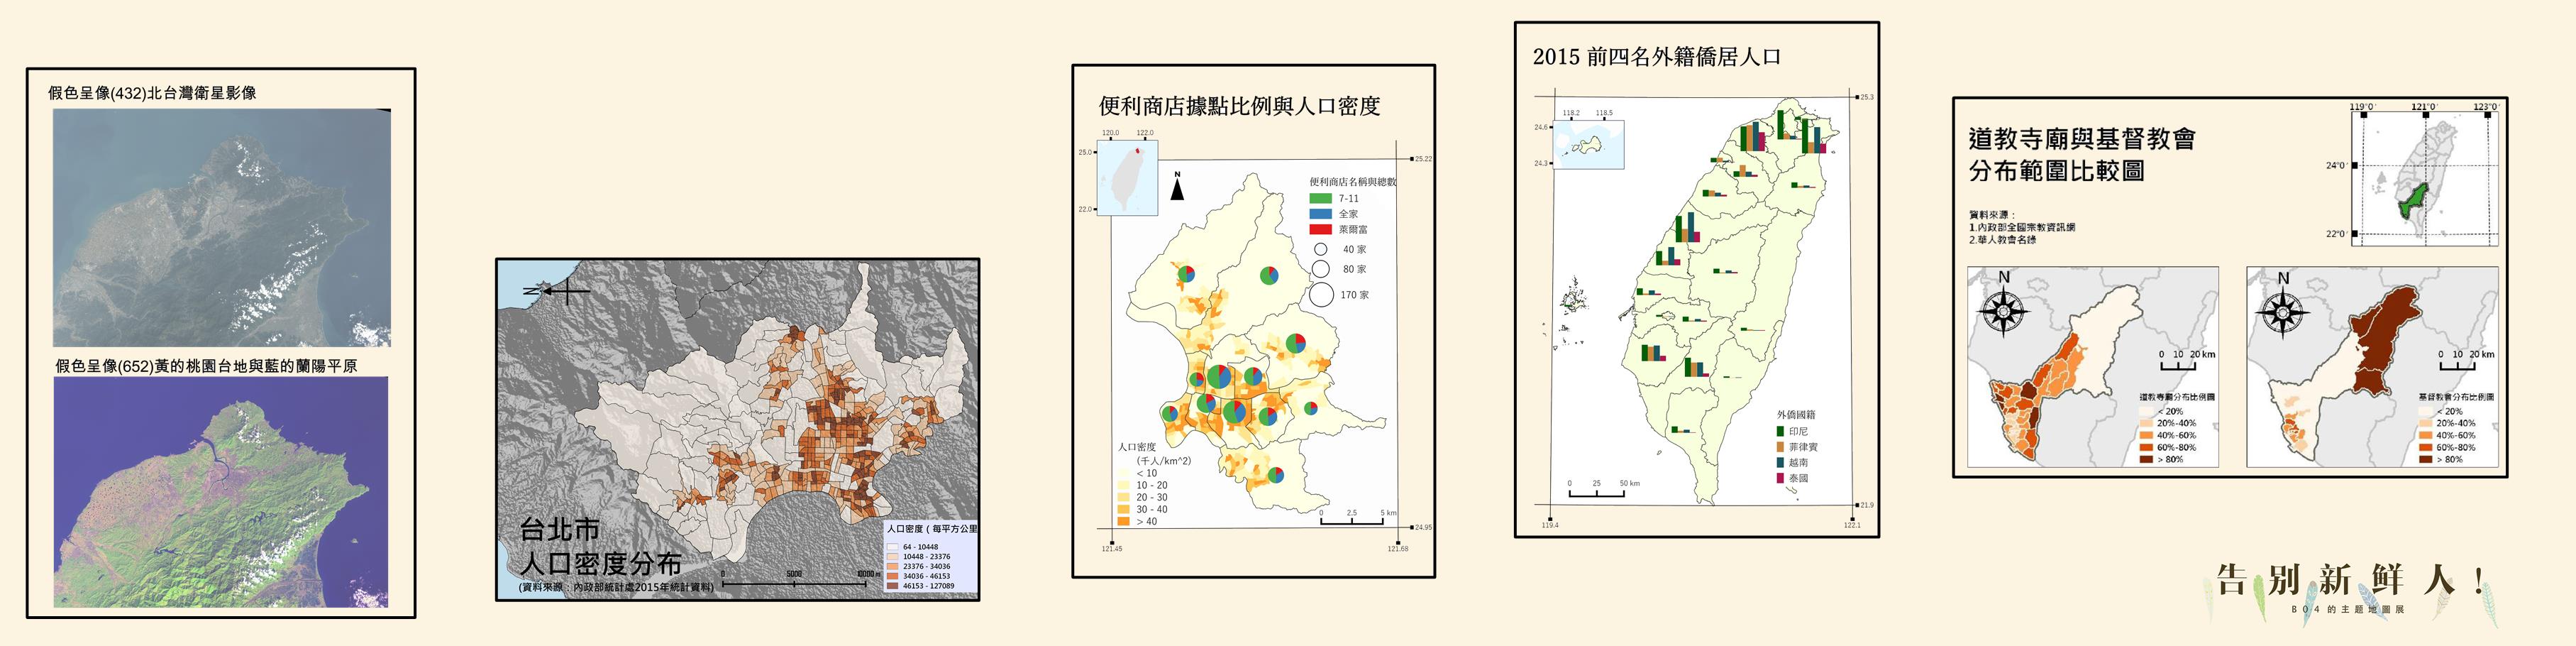 假色呈像(432)北台灣衛星影像
假色呈像(652)黃的桃園台地與藍的蘭陽平原
N
台北市
人口密度分布
(資料來源：內政部統計處2015年統計資料)
0 5000 10000 m
人口密度 ( 每平方公里
64 - 10448
10448 - 23376
23376 - 34036
34036 - 46153
46153 - 127089
便利商店據點比例與人口密度
120.0 122.0
25.0
22.0
N
25.22
便利商店名稱與總數
7-11
全家
萊爾富
40 家
80 家
170 家
人口密度
(千人/km^2)
< 10
10 - 20
20 - 30
30 - 40
> 40
0 2.5 5 km
24.95
121.45 121.68
2015 前四名外籍僑居人口
25.3
118.2 118.5
24.6
24.3
外僑國籍
印尼
菲律賓
越南
泰國
0 25 50 km
21.9
119.4 122.1
道教寺廟與基督教會
分布範圍比較圖
資料來源：
1.內政部全國宗教資訊網
2.華人教會名錄
119°0' 121°0' 123°0'
24°0'
22°0'
N
0 10 20 km
道教寺廟分布比例圖
< 20%
20%-40%
40%-60%
60%-80%
> 80%
N
0 10 20 km
基督教會分布比例圖
< 20%
20%-40%
40%-60%
60%-80%
> 80%
告別新鮮人!
B04的主題地圖展